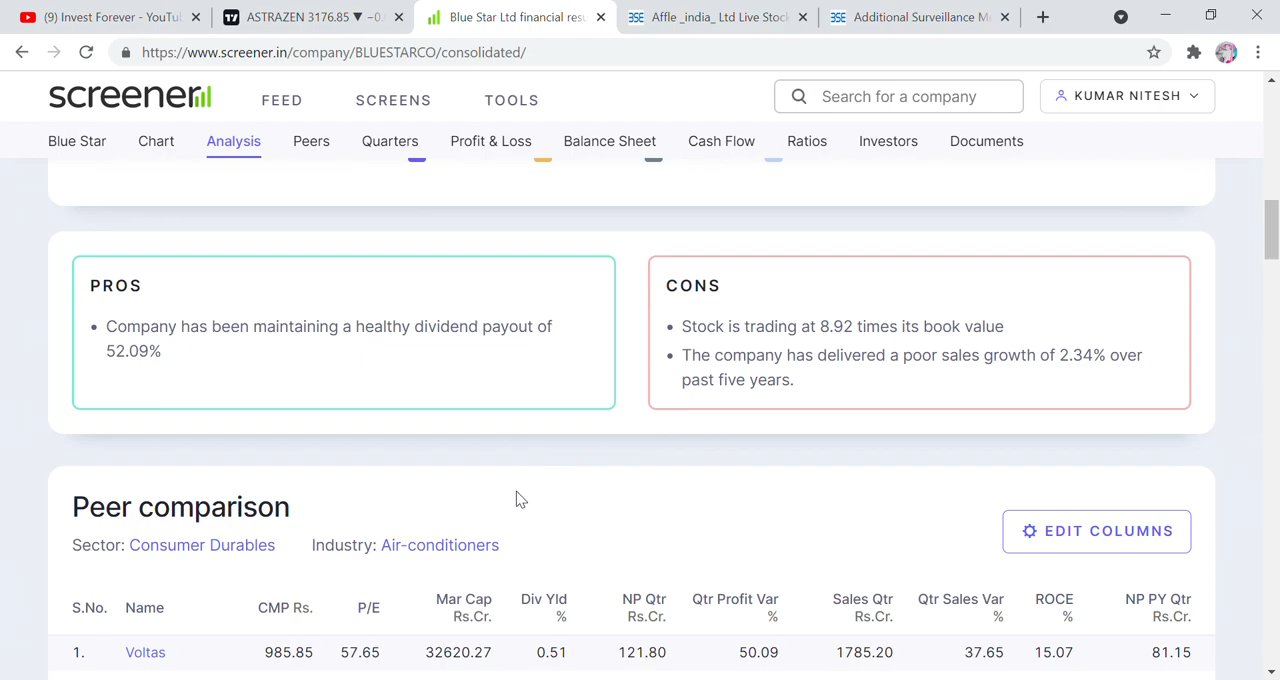 (9) Invest Forever - YouTu
ASTRAZEN 3176.85 ▼ −0.
Blue Star Ltd financial resu
Affle _india_ Ltd Live Stock
Additional Surveillance M
https://www.screener.in/company/BLUESTARCO/consolidated/
screener
FEED
SCREENS
TOOLS
Search for a company
KUMAR NITESH
Blue Star
Chart
Analysis
Peers
Quarters
Profit & Loss
Balance Sheet
Cash Flow
Ratios
Investors
Documents
PROS
• Company has been maintaining a healthy dividend payout of
52.09%
CONS
• Stock is trading at 8.92 times its book value
• The company has delivered a poor sales growth of 2.34% over
past five years.
Peer comparison
Sector: Consumer Durables Industry: Air-conditioners
EDIT COLUMNS
S.No. Name CMP Rs. P/E Mar Cap Rs.Cr. Div Yld % NP Qtr Rs.Cr. Qtr Profit Var % Sales Qtr Rs.Cr. Qtr Sales Var % ROCE % NP PY Qtr Rs.Cr.
1. Voltas 985.85 57.65 32620.27 0.51 121.80 50.09 1785.20 37.65 15.07 81.15